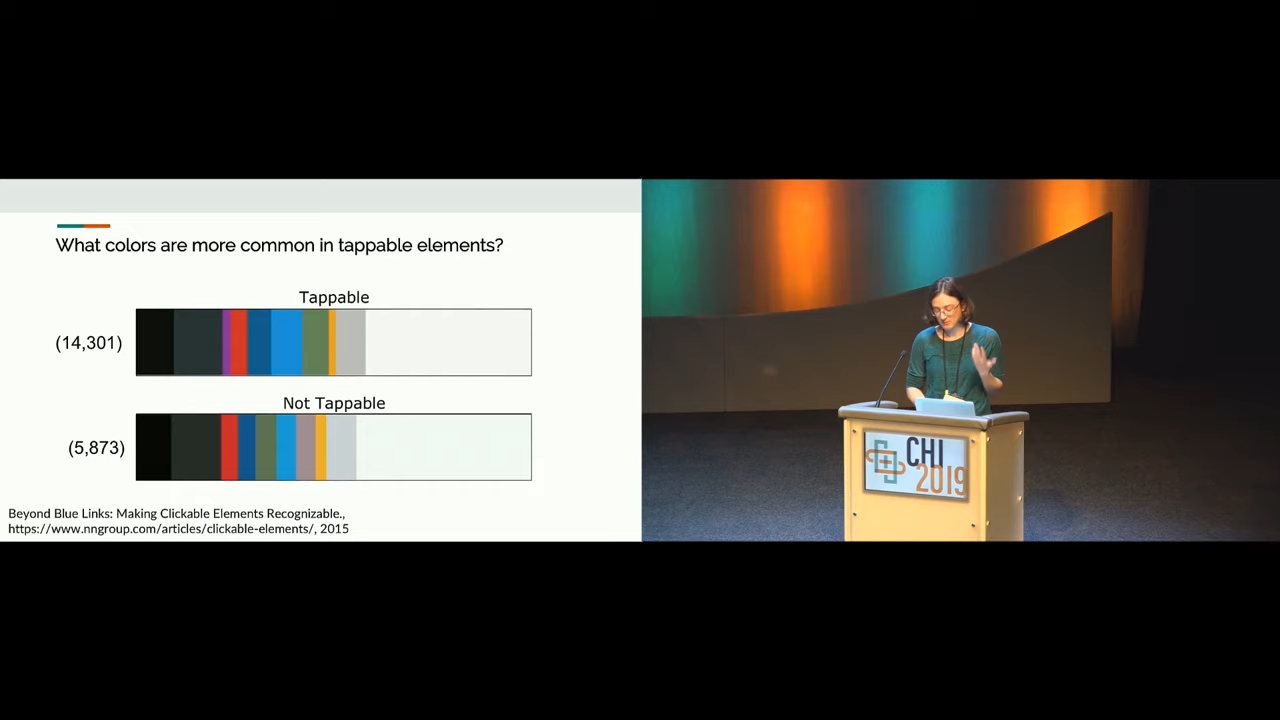 What colors are more common in tappable elements?
Tappable
(14,301)
Not Tappable
(5,873)
Beyond Blue Links: Making Clickable Elements Recognizable.,
https://www.nngroup.com/articles/clickable-elements/, 2015
CHI
2019